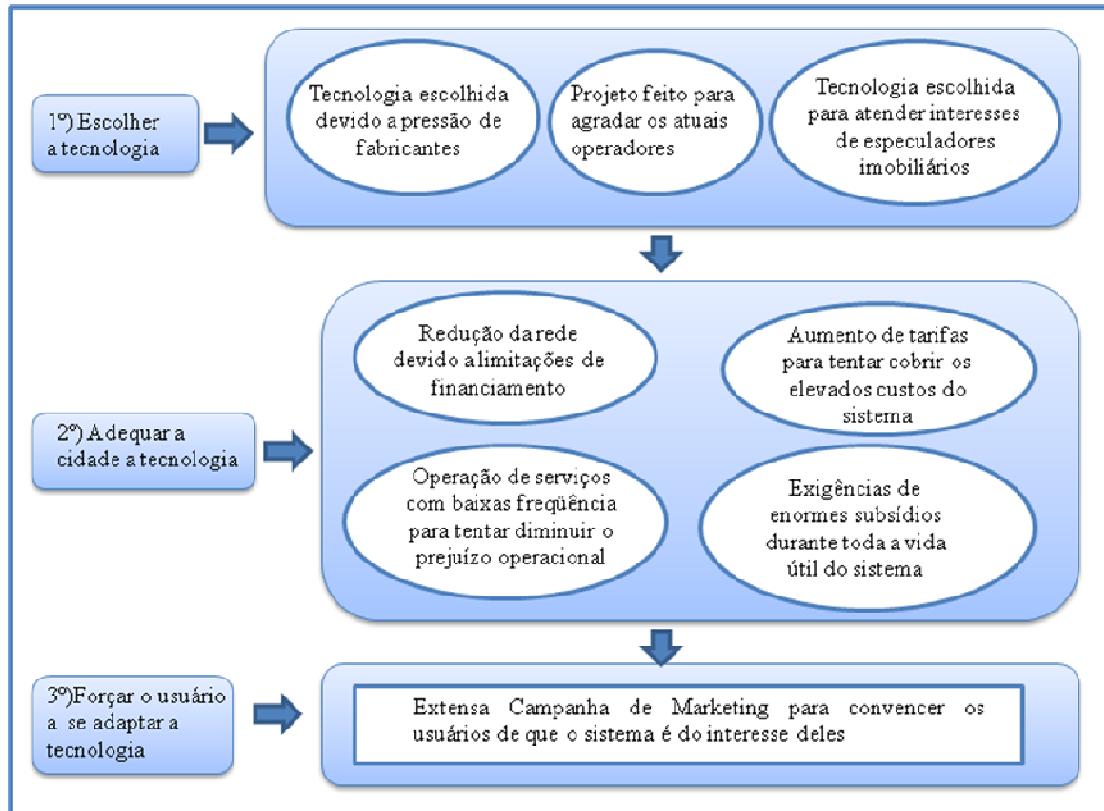 1º) Escolher
a tecnologia
Tecnologia escolhida
devido a pressão de
fabricantes
Projeto feito para
agradar os atuais
operadores
Tecnologia escolhida
para atender interesses
de especuladores
imobiliários
2º) Adequar a
cidade a tecnologia
Redução da rede
devido a limitações de
financiamento
Aumento de tarifas
para tentar cobrir os
elevados custos do
sistema
Operação de serviços
com baixas freqüência
para tentar diminuir o
prejuízo operacional
Exigências de
enormes subsídios
durante toda a vida
útil do sistema
3º)Forçar o usuário
a se adaptar a
tecnologia
Extensa Campanha de Marketing para convencer os
usuários de que o sistema é do interesse deles